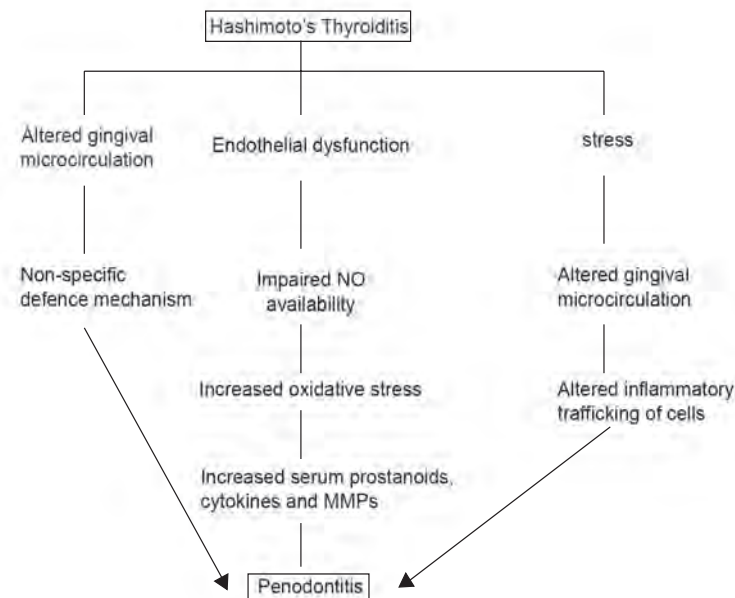 Hashimoto's Thyroiditis
Altered gingival
microcirculation
Endothelial dysfunction
stress
Non-specific
defence mechanism
Impaired NO
availability
Altered gingival
microcirculation
Increased oxidative stress
Altered inflammatory
trafficking of cells
Increased serum prostanoids,
cytokines and MMPs
Penodontitis